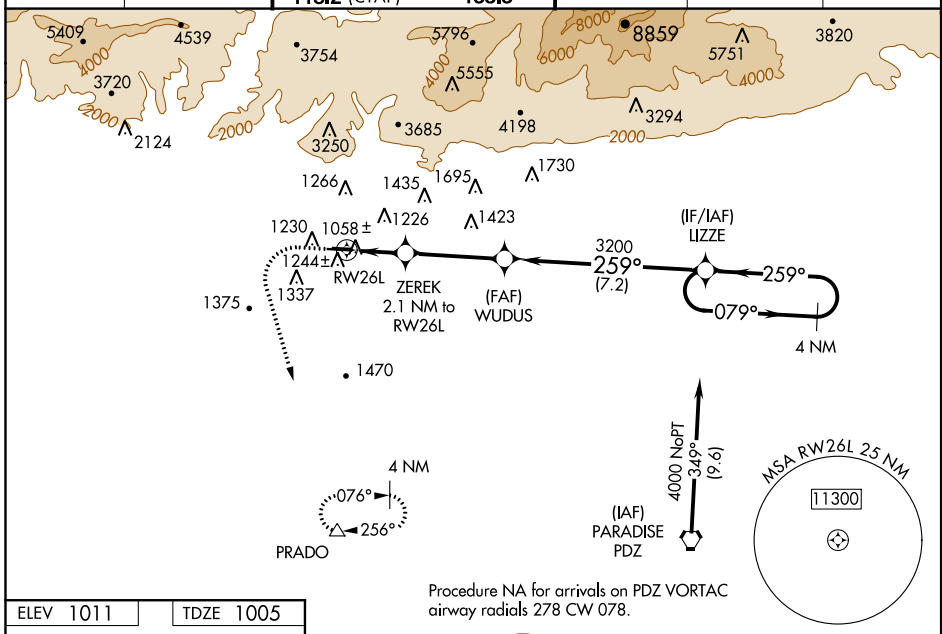 118.2 (CTAF)
5409
4539
3754
5796
8000
8859
5751
3820
4000
6000
4000
4000
3720
5555
2000
2000
3294
2124
3250
3685
4198
2000
1266
1435
1695
1730
1230
1058 ±
1226
1423
(IF/IAF)
LIZZE
1244±
RW26L
3200
259°
(7.2)
259°
1337
ZEREK
2.1 NM to
RW26L
(FAF)
WUDUS
1375
079°
4 NM
1470
4000 NoPT
349°
(9.6)
MSA RW26L 25 NM
4 NM
076°
11300
256°
(IAF)
PARADISE
PDZ
PRADO
Procedure NA for arrivals on PDZ VORTAC
airway radials 278 CW 078.
ELEV 1011
TDZE 1005